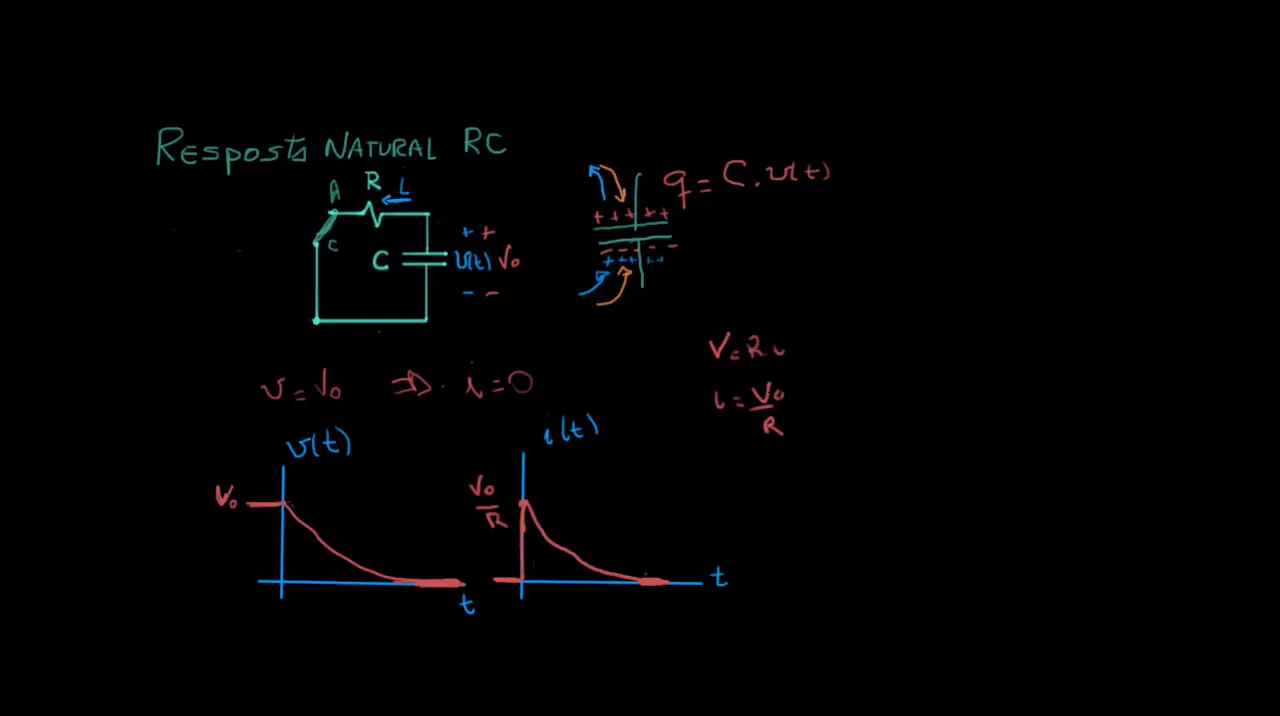 Resposta NATURAL RC
A
R
i
C
C
+ +
v(t) V₀
- -
q = C . v(t)
+ + + + +
- - - - -
+ + + + +
V = R . i
i = V₀/R
v = V₀ ⇒ i = 0
v(t)
V₀
t
i(t)
V₀/R
t